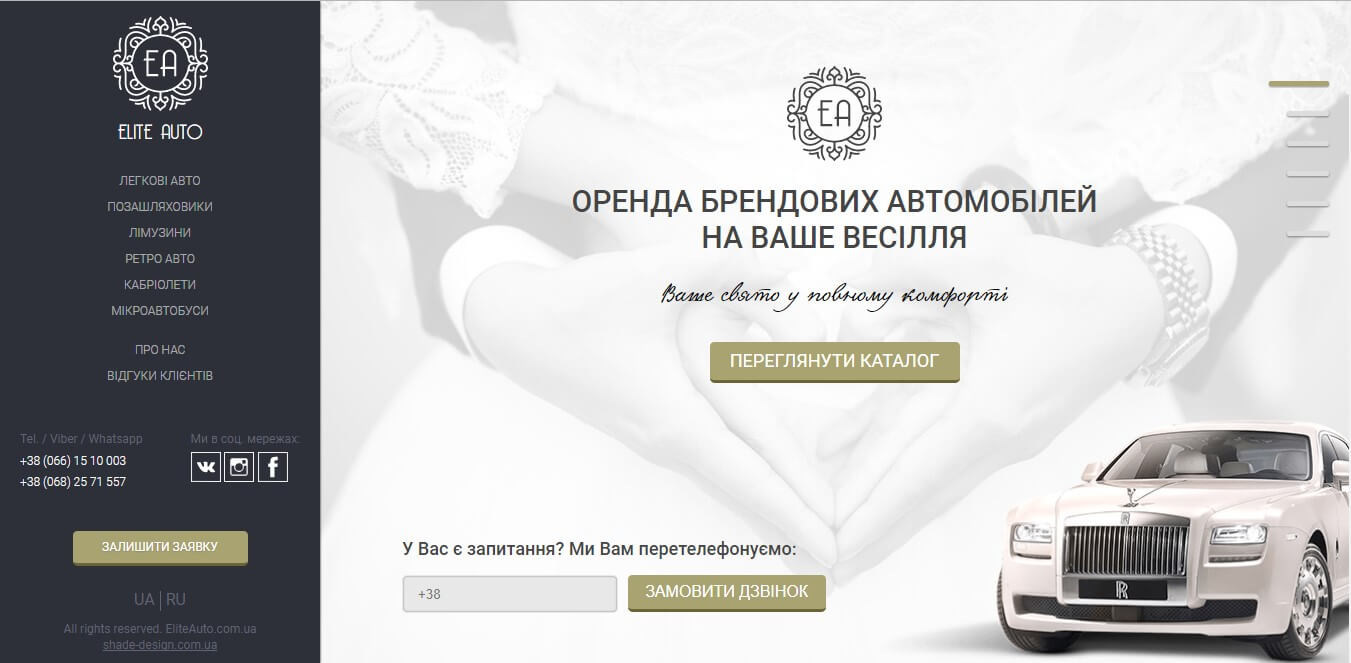 EA
ELITE AUTO
ЛЕГКОВІ АВТО
ПОЗАШЛЯХОВИКИ
ЛІМУЗИНИ
РЕТРО АВТО
КАБРІОЛЕТИ
МІКРОАВТОБУСИ
ПРО НАС
ВІДГУКИ КЛІЄНТІВ
Tel. / Viber / Whatsapp
+38 (066) 15 10 003
+38 (068) 25 71 557
Ми в соц. мережах:
ЗАЛИШИТИ ЗАЯВКУ
UA | RU
All rights reserved. EliteAuto.com.ua
shade-design.com.ua
EA
ОРЕНДА БРЕНДОВИХ АВТОМОБІЛЕЙ
НА ВАШЕ ВЕСІЛЛЯ
Ваше свято у повному комфорті
ПЕРЕГЛЯНУТИ КАТАЛОГ
У Вас є запитання? Ми Вам перетелефонуємо:
+38
ЗАМОВИТИ ДЗВІНОК
RR